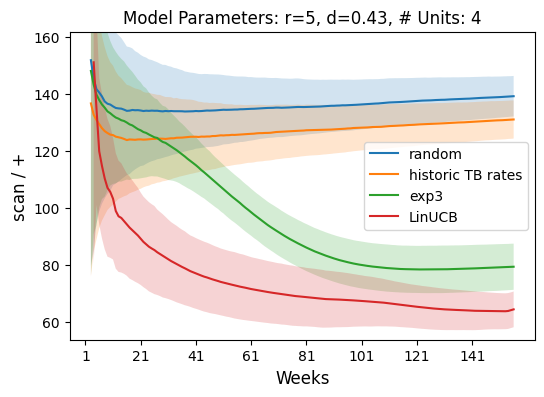 Model Parameters: r=5, d=0.43, # Units: 4
scan / +
160
140
120
100
80
60
random
historic TB rates
exp3
LinUCB
1 21 41 61 81 101 121 141
Weeks